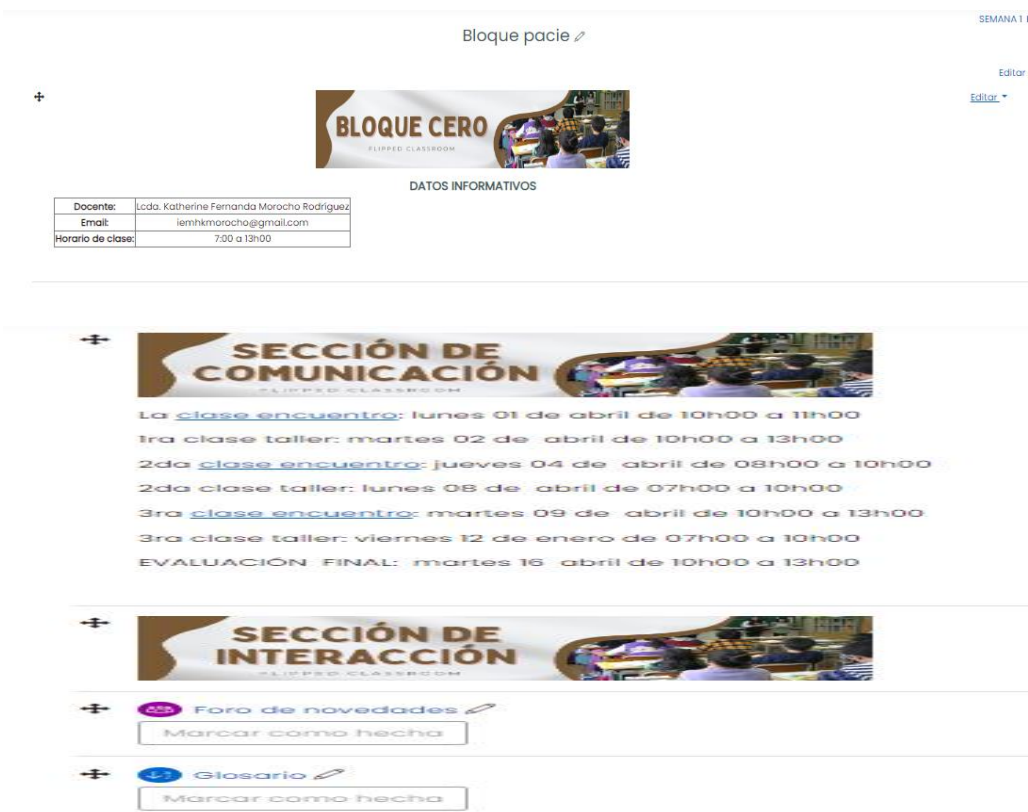 SEMANA 1
Bloque pacie
Editar
Editar
BLOQUE CERO
FLIPPED CLASSROOM
DATOS INFORMATIVOS
Docente: Lcda. Katherine Fernanda Morocho Rodriguez
Email: iemhkmorocho@gmail.com
Horario de clase: 7:00 a 13h00
SECCIÓN DE
COMUNICACIÓN
FLIPPED CLASSROOM
La clase encuentro: lunes 01 de abril de 10h00 a 11h00
1ra clase taller: martes 02 de abril de 10h00 a 13h00
2da clase encuentro: jueves 04 de abril de 08h00 a 10h00
2da clase taller: lunes 08 de abril de 07h00 a 10h00
3ra clase encuentro: martes 09 de abril de 10h00 a 13h00
3ra clase taller: viernes 12 de enero de 07h00 a 10h00
EVALUACIÓN FINAL: martes 16 abril de 10h00 a 13h00
SECCIÓN DE
INTERACCIÓN
FLIPPED CLASSROOM
Foro de novedades
Marcar como hecha
Glosario
Marcar como hecha